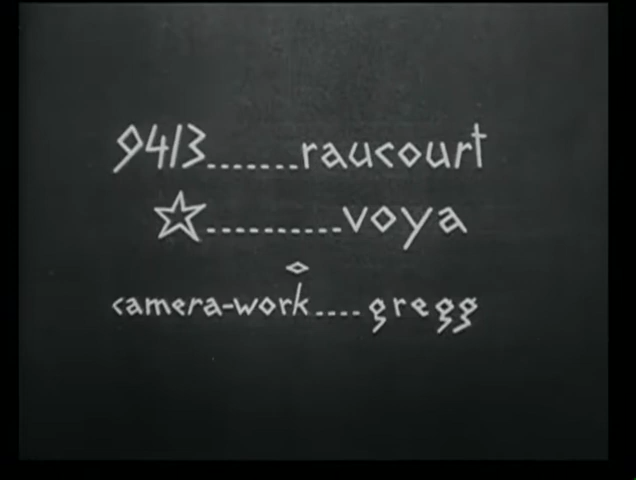 9413.......raucourt
☆..........voya
camera-work....gregg